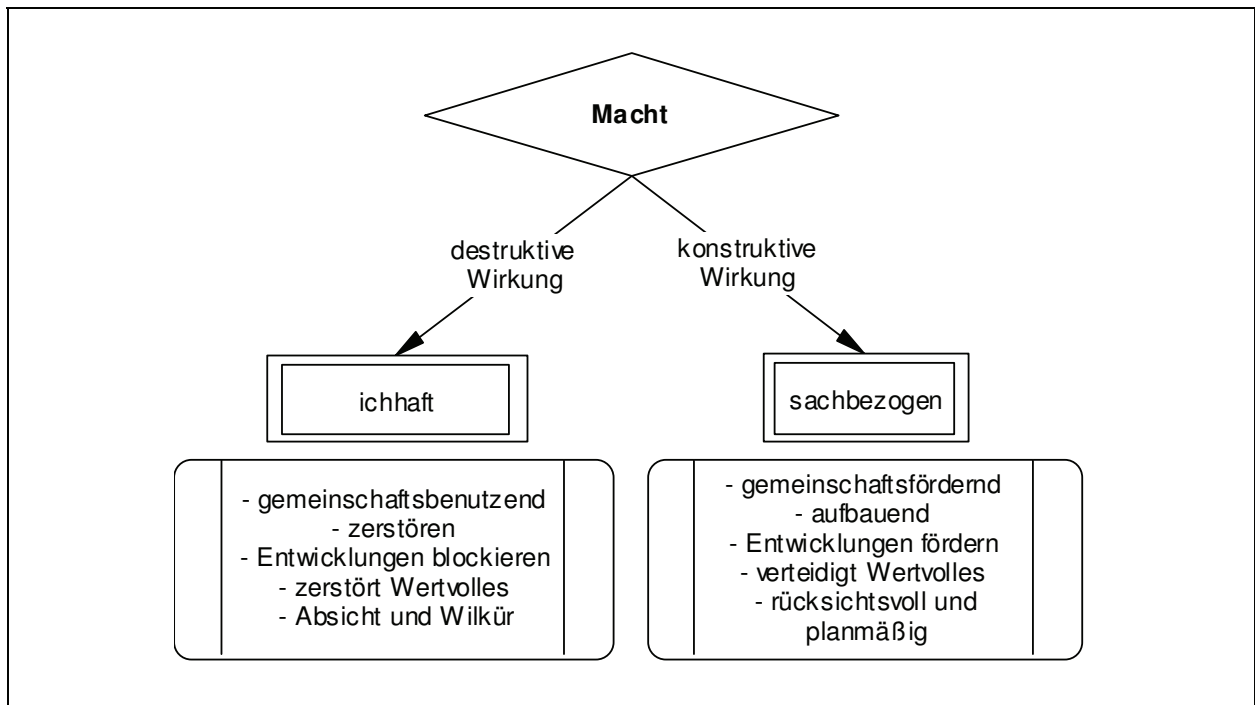 Macht
destruktive
Wirkung
konstruktive
Wirkung
ichhaft
sachbezogen
- gemeinschaftsbenutzend
- zerstören
- Entwicklungen blockieren
- zerstört Wertvolles
- Absicht und Wilkür
- gemeinschaftsfördernd
- aufbauend
- Entwicklungen fördern
- verteidigt Wertvolles
- rücksichtsvoll und
planmäßig